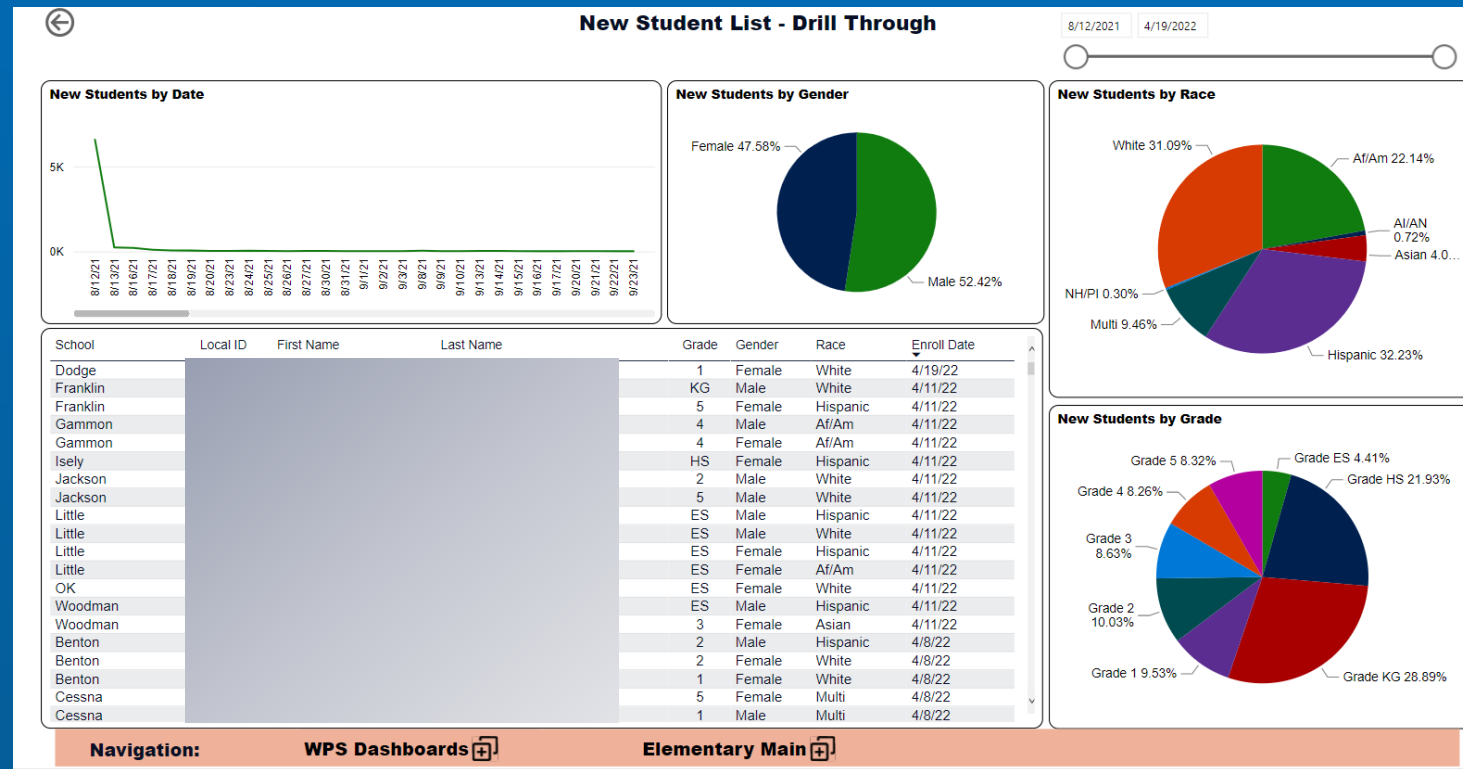 New Student List - Drill Through
8/12/2021 4/19/2022
New Students by Date
5K
0K
8/12/21
8/13/21
8/16/21
8/17/21
8/18/21
8/19/21
8/20/21
8/23/21
8/24/21
8/25/21
8/26/21
8/27/21
8/30/21
8/31/21
9/1/21
9/2/21
9/3/21
9/8/21
9/9/21
9/10/21
9/13/21
9/14/21
9/15/21
9/16/21
9/17/21
9/20/21
9/21/21
9/22/21
9/23/21
New Students by Gender
Female 47.58%
Male 52.42%
New Students by Race
White 31.09%
Af/Am 22.14%
AI/AN
0.72%
Asian 4.0...
NH/PI 0.30%
Multi 9.46%
Hispanic 32.23%
School Local ID First Name Last Name Grade Gender Race Enroll Date
Dodge 1 Female White 4/19/22
Franklin KG Male White 4/11/22
Franklin 5 Female Hispanic 4/11/22
Gammon 4 Male Af/Am 4/11/22
Gammon 4 Female Af/Am 4/11/22
Isely HS Female Hispanic 4/11/22
Jackson 2 Male White 4/11/22
Jackson 5 Male White 4/11/22
Little ES Male Hispanic 4/11/22
Little ES Male White 4/11/22
Little ES Female Hispanic 4/11/22
Little ES Female Af/Am 4/11/22
OK ES Female White 4/11/22
Woodman ES Male Hispanic 4/11/22
Woodman 3 Female Asian 4/11/22
Benton 2 Male Hispanic 4/8/22
Benton 2 Female White 4/8/22
Benton 1 Female White 4/8/22
Cessna 5 Female Multi 4/8/22
Cessna 1 Male Multi 4/8/22
New Students by Grade
Grade 5 8.32%
Grade ES 4.41%
Grade HS 21.93%
Grade 4 8.26%
Grade 3
8.63%
Grade 2
10.03%
Grade 1 9.53%
Grade KG 28.89%
Navigation: WPS Dashboards Elementary Main